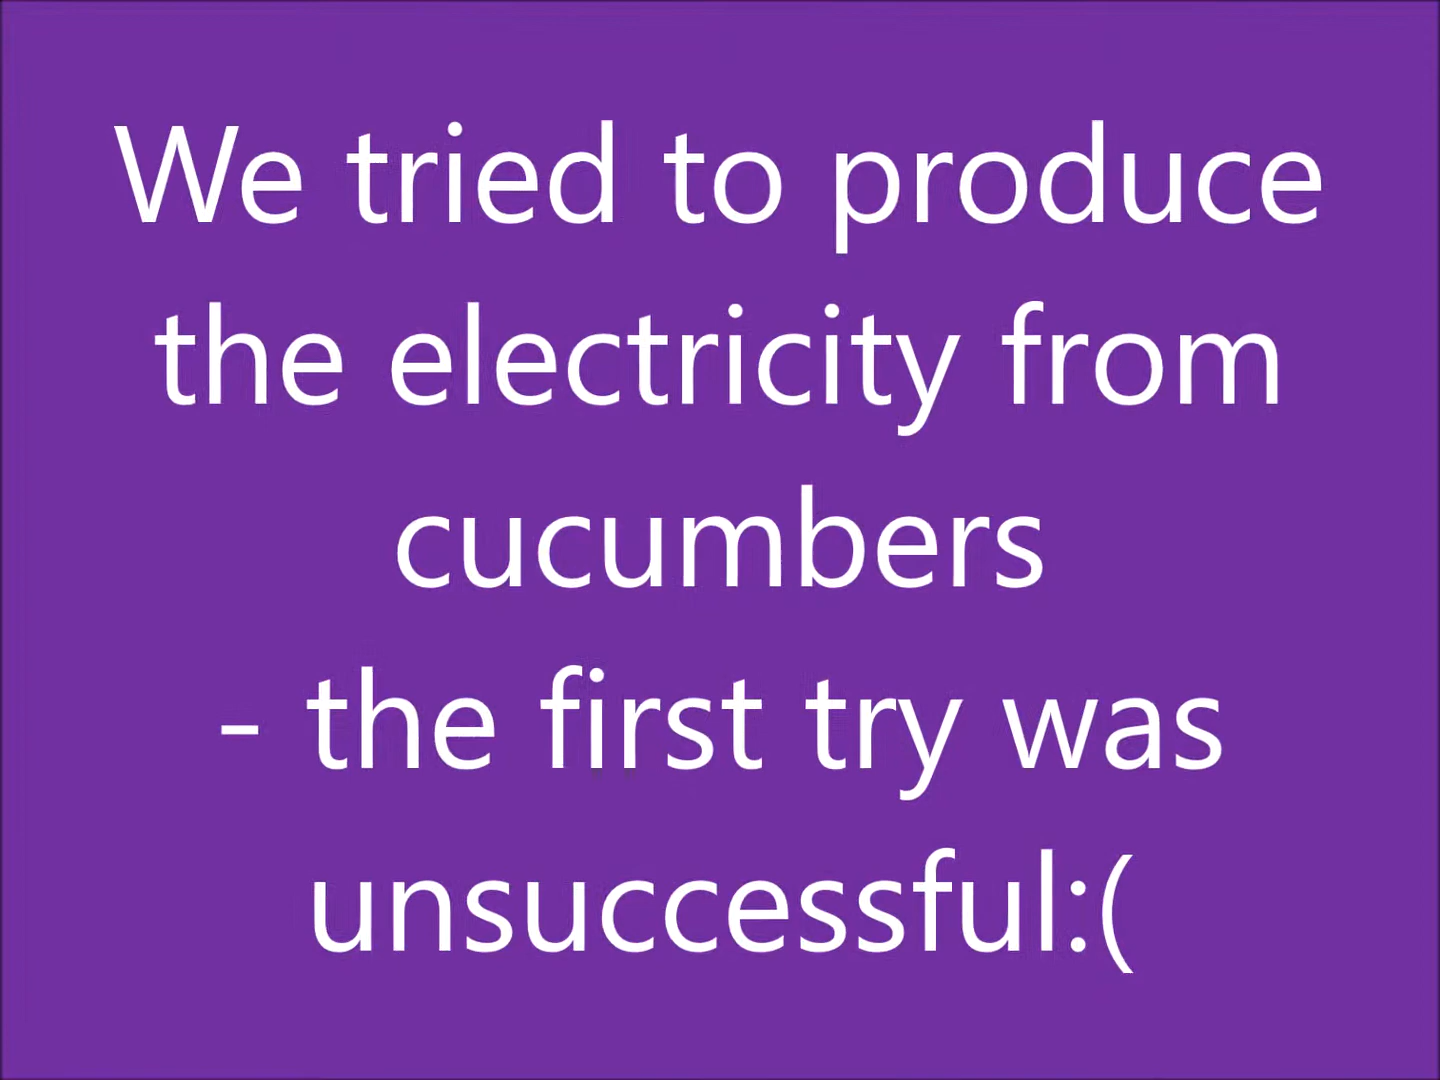 We tried to produce
the electricity from
cucumbers
- the first try was
unsuccessful:(